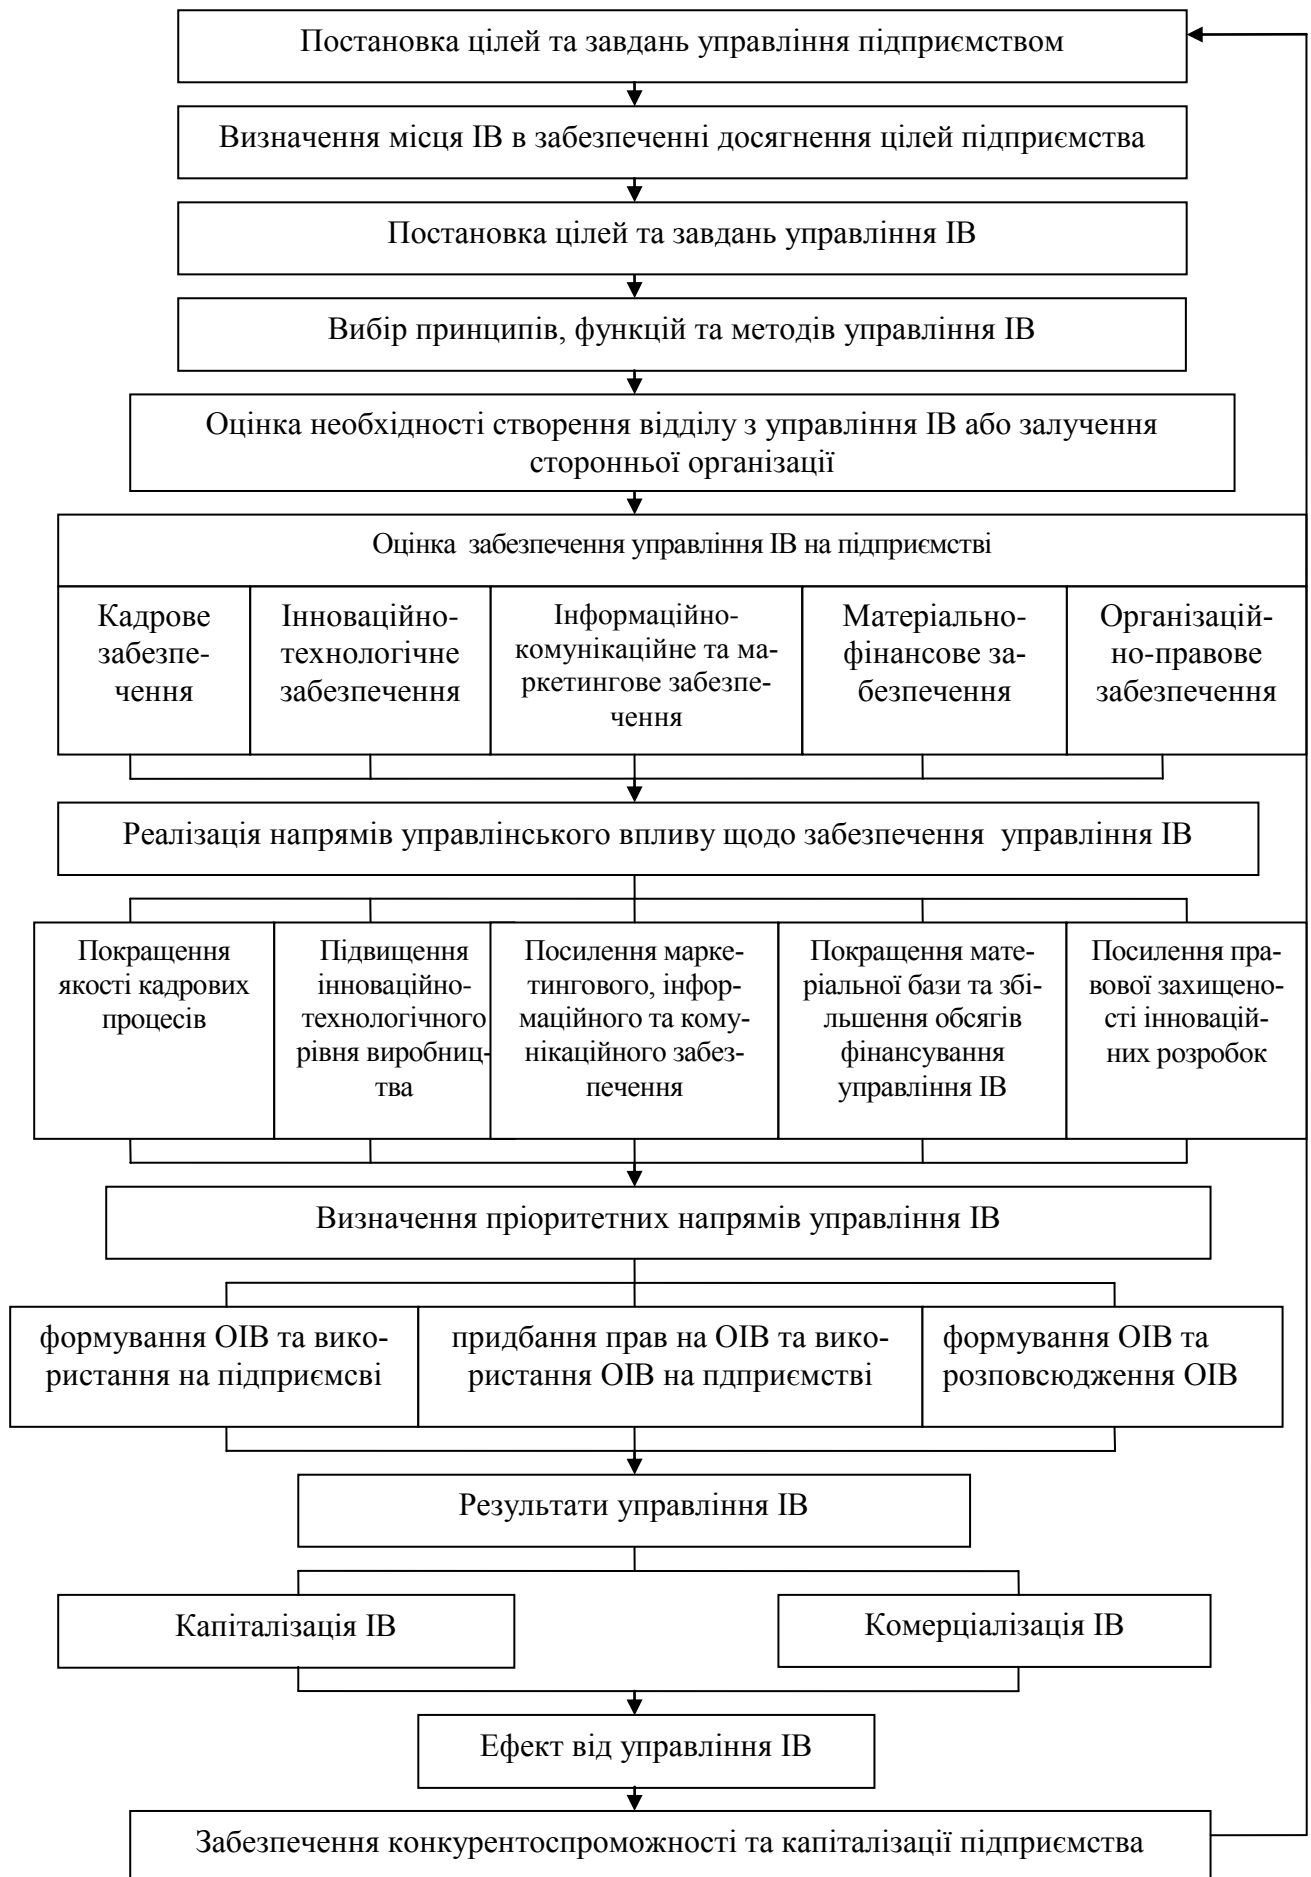 Постановка цілей та завдань управління підприємством
Визначення місця ІВ в забезпеченні досягнення цілей підприємства
Постановка цілей та завдань управління ІВ
Вибір принципів, функцій та методів управління ІВ
Оцінка необхідності створення відділу з управління ІВ або залучення
сторонньої організації
Оцінка забезпечення управління ІВ на підприємстві
Кадрове
забезпе-
чення
Інноваційно-
технологічне
забезпечення
Інформаційно-
комунікаційне та ма-
ркетингове забезпе-
чення
Матеріально-
фінансове за-
безпечення
Організацій-
но-правове
забезпечення
Реалізація напрямів управлінського впливу щодо забезпечення управління ІВ
Покращення
якості кадрових
процесів
Підвищення
інноваційно-
технологічного
рівня виробниц-
тва
Посилення марке-
тингового, інфор-
маційного та кому-
нікаційного забез-
печення
Покращення мате-
ріальної бази та збі-
льшення обсягів
фінансування
управління ІВ
Посилення пра-
вової захищено-
сті інновацій-
них розробок
Визначення пріоритетних напрямів управління ІВ
формування ОІВ та вико-
ристання на підприємсві
придбання прав на ОІВ та вико-
ристання ОІВ на пдприємстві
формування ОІВ та
розповсюдження ОІВ
Результати управління ІВ
Капіталізація ІВ
Комерціалізація ІВ
Ефект від управління ІВ
Забезпечення конкурентоспроможності та капіталізації підприємства